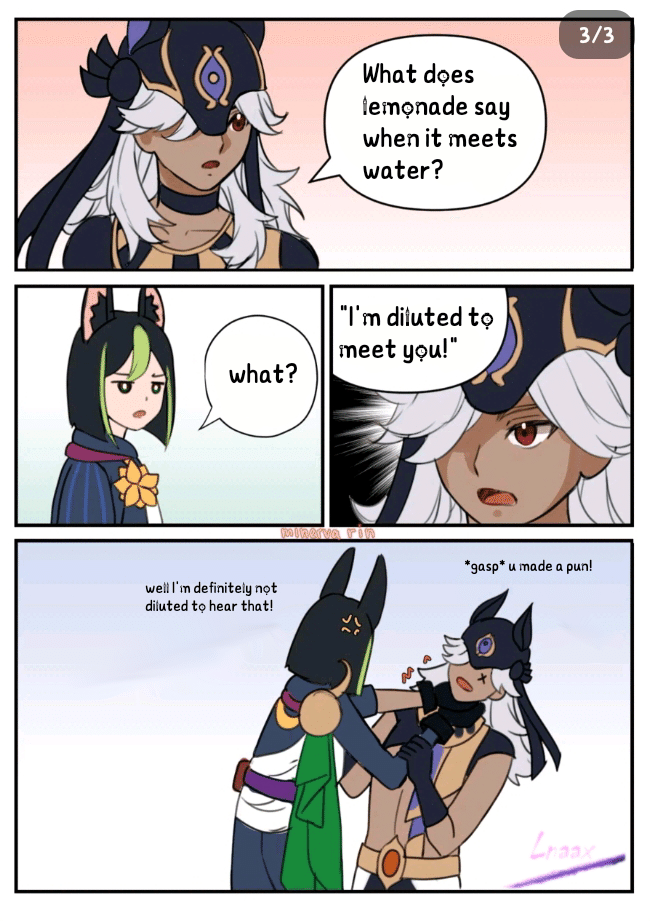 3/3
What does
lemonade say
when it meets
water?
what?
"I'm diluted to
meet you!"
minerva rin
well I'm definitely not
diluted to hear that!
*gasp* u made a pun!
Lnaax